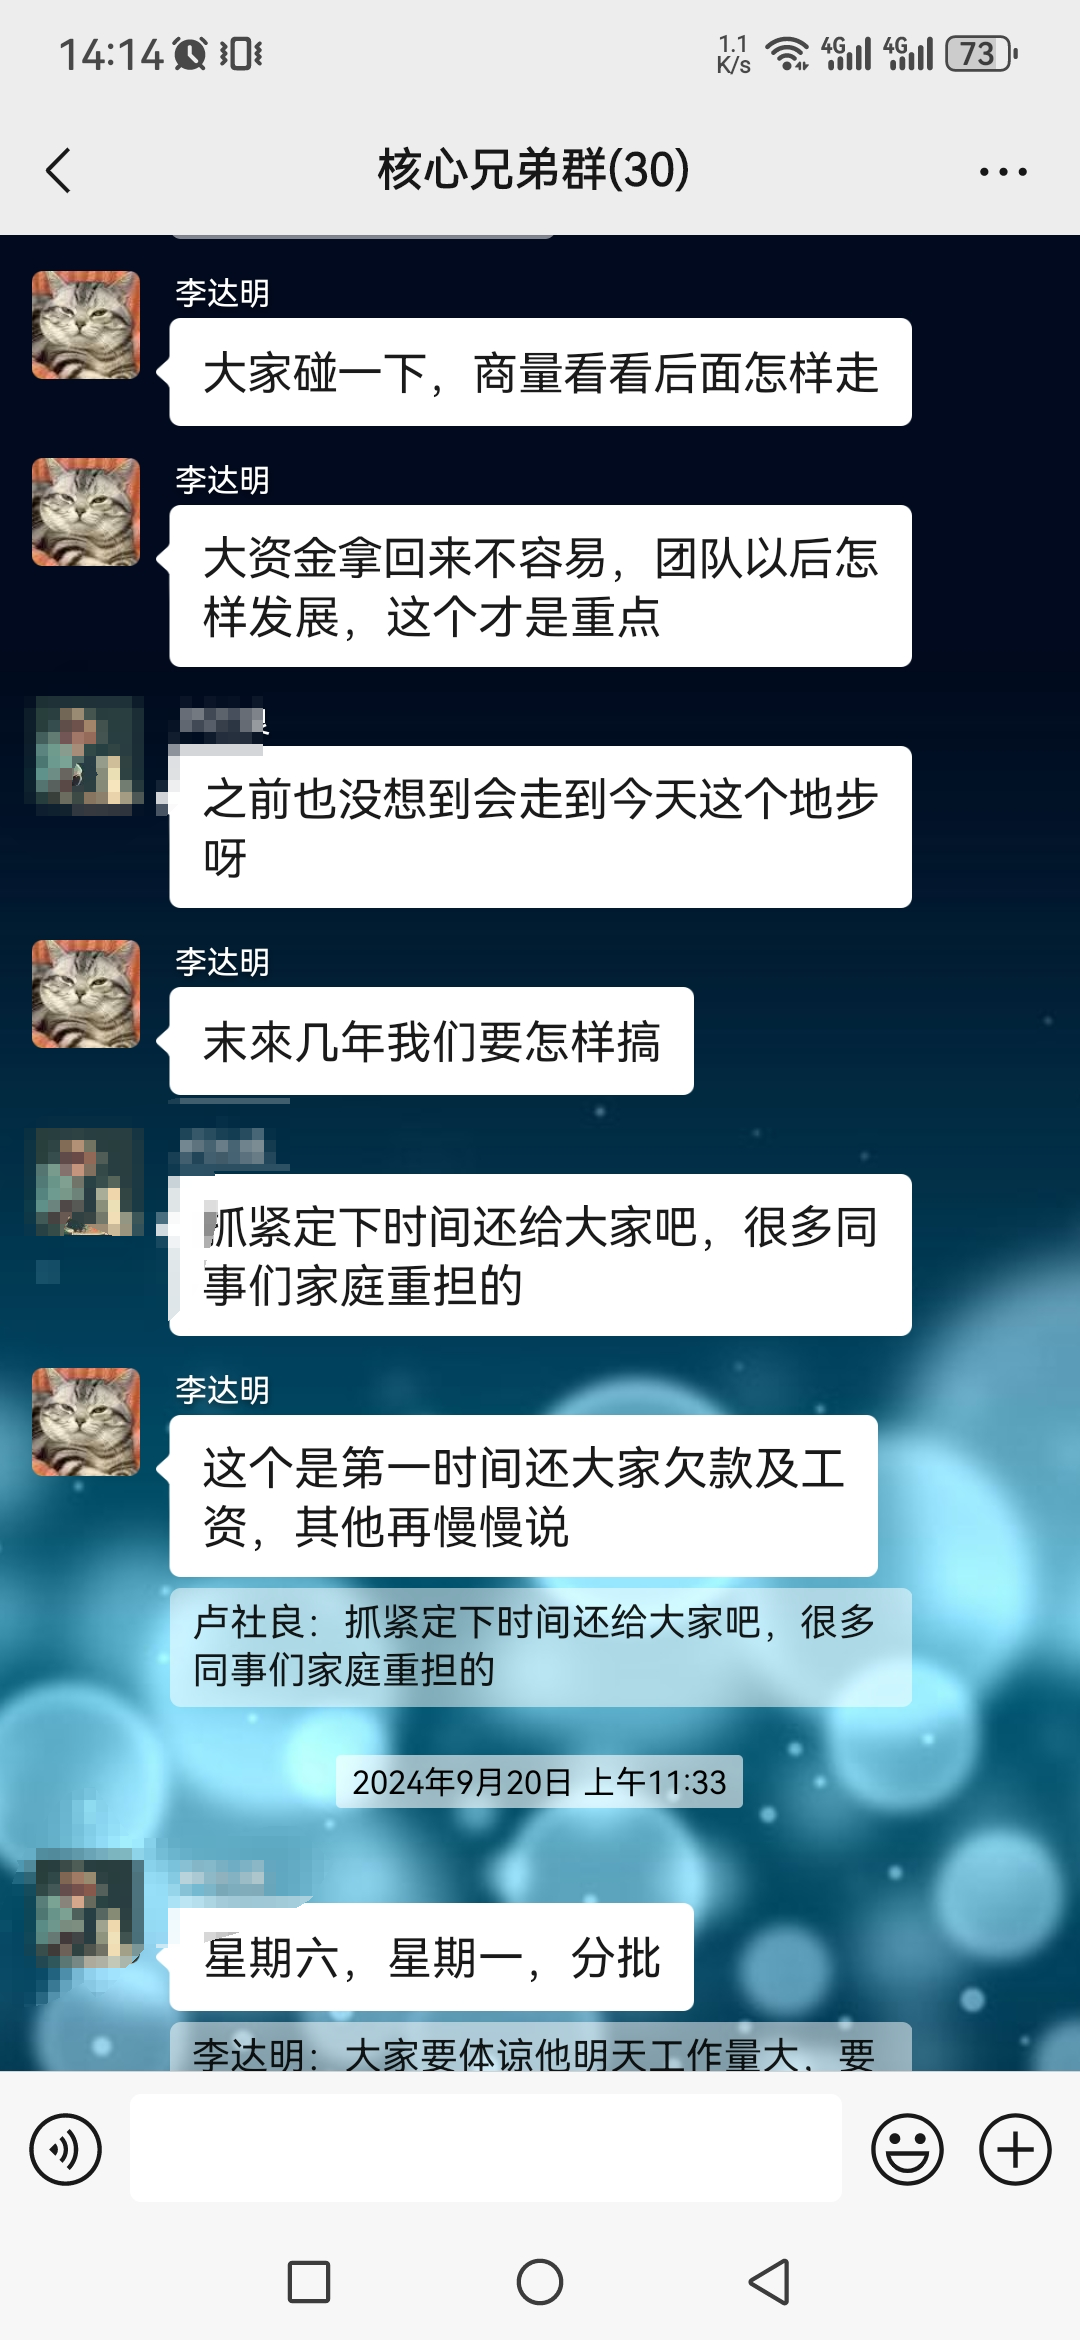 14:14
1.1
K/s
4G
4G
73
核心兄弟群(30)
李达明
大家碰一下，商量看看后面怎样走
李达明
大资金拿回来不容易，团队以后怎
样发展，这个才是重点
之前也没想到会走到今天这个地步
呀
李达明
末來几年我们要怎样搞
抓紧定下时间还给大家吧，很多同
事们家庭重担的
李达明
这个是第一时间还大家欠款及工
资，其他再慢慢说
卢社良：抓紧定下时间还给大家吧，很多
同事们家庭重担的
2024年9月20日 上午11:33
星期六，星期一，分批
李达明：大家要体谅他明天工作量大，要